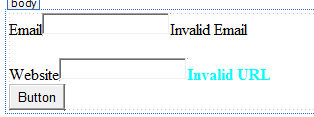 body
Email Invalid Email
Website Invalid URL
Button